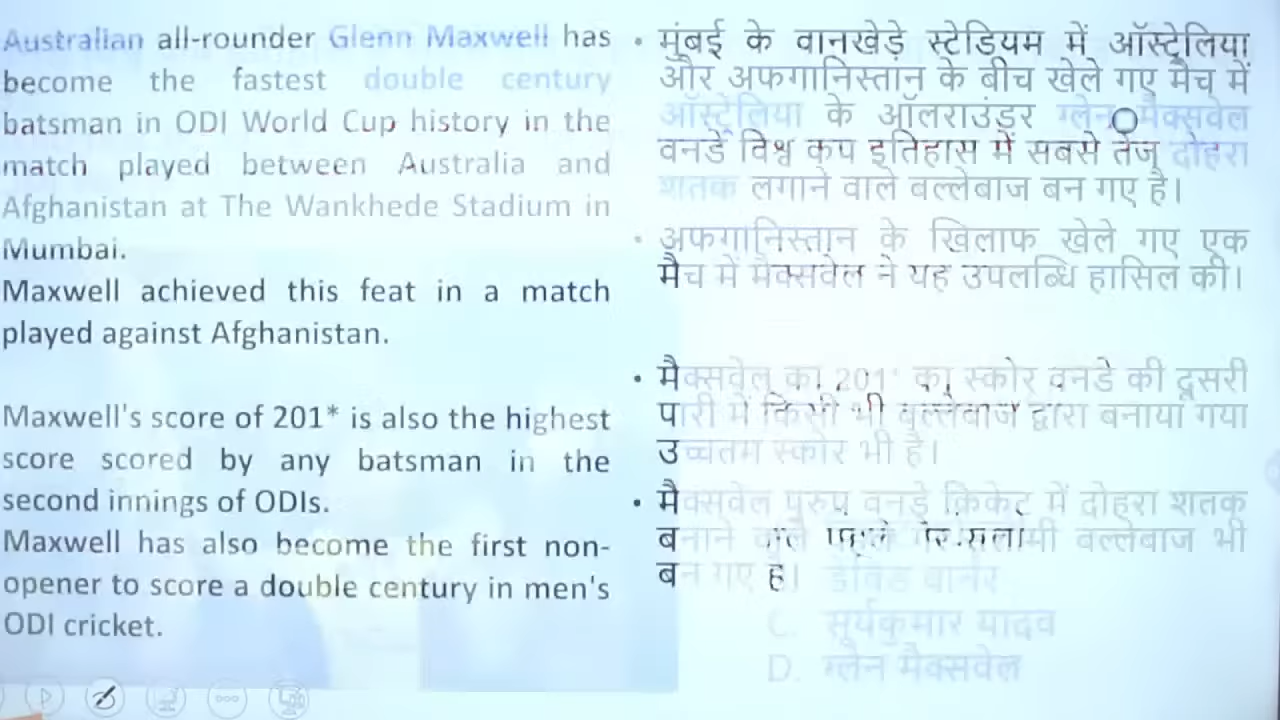 Australian all-rounder Glenn Maxwell has
become the fastest double century
batsman in ODI World Cup history in the
match played between Australia and
Afghanistan at The Wankhede Stadium in
Mumbai.
Maxwell achieved this feat in a match
played against Afghanistan.
Maxwell's score of 201* is also the highest
score scored by any batsman in the
second innings of ODIs.
Maxwell has also become the first non-
opener to score a double century in men's
ODI cricket.
• मुंबई के वानखेड़े स्टेडियम में ऑस्ट्रेलिया
और अफगानिस्तान के बीच खेले गए मैच में
ऑस्ट्रेलिया के ऑलराउंडर ग्लेन मैक्सवेल
वनडे विश्व कप इतिहास में सबसे तेज दोहरा
शतक लगाने वाले बल्लेबाज बन गए है।
• अफगानिस्तान के खिलाफ खेले गए एक
मैच में मैक्सवेल ने यह उपलब्धि हासिल की।
• मैक्सवेल का 201* का स्कोर वनडे की दूसरी
पारी में किसी भी बल्लेबाज द्वारा बनाया गया
उच्चतम स्कोर भी है।
• मैक्सवेल पुरुष वनडे क्रिकेट में दोहरा शतक
बनाने वाले पहले बल्लेबाज भी
बन गए है।
डेविड वार्नर
C. सूर्यकुमार यादव
D. ग्लेन मैक्सवेल